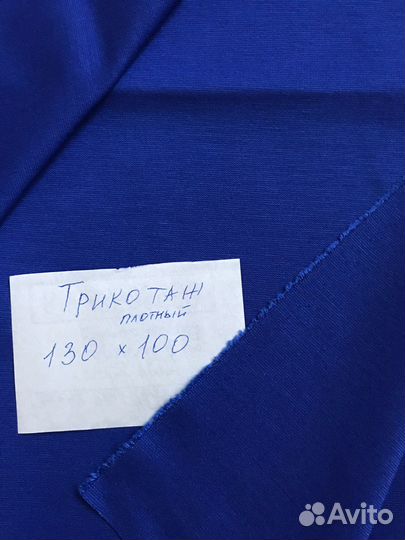 Трикотаж
плотный
130 х 100
Avito